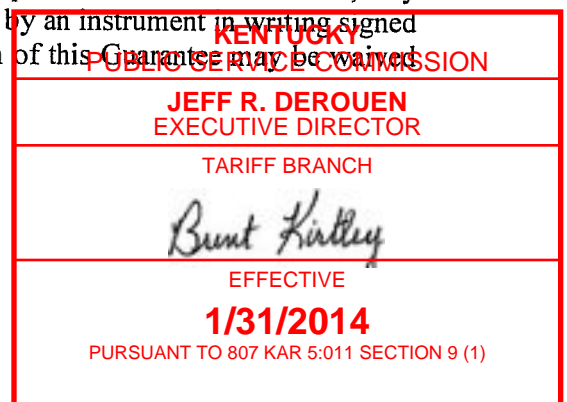 by an instrument in writing signed
of this Guarantee may be waived
KENTUCKY
PUBLIC SERVICE COMMISSION
JEFF R. DEROUEN
EXECUTIVE DIRECTOR
TARIFF BRANCH
Bunt Kirtley
EFFECTIVE
1/31/2014
PURSUANT TO 807 KAR 5:011 SECTION 9 (1)